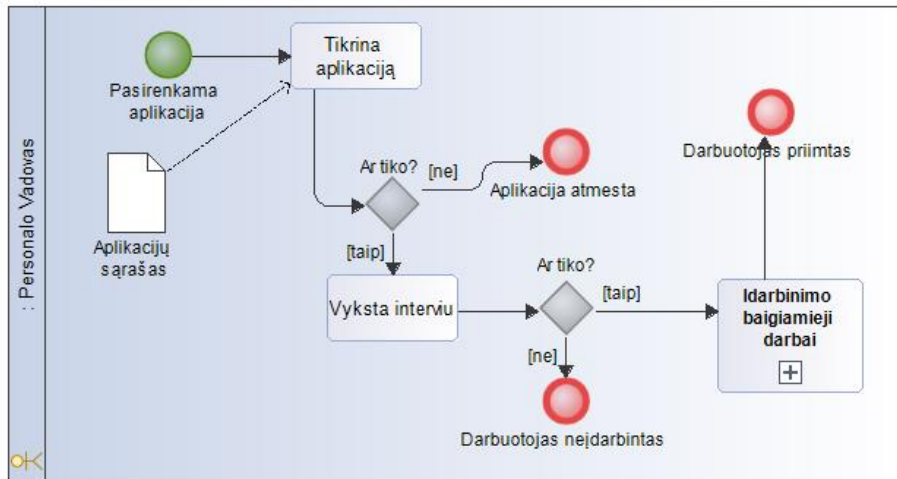 : Personalo Vadovas
Pasirenkama
aplikacija
Tikrina
aplikaciją
Aplikacijų
sąrašas
Ar tiko?
[ne]
Aplikacija atmesta
[taip]
Vyksta interviu
Ar tiko?
[taip]
[ne]
Darbuotojas neįdarbintas
Idarbinimo
baigiamieji
darbai
Darbuotojas priimtas